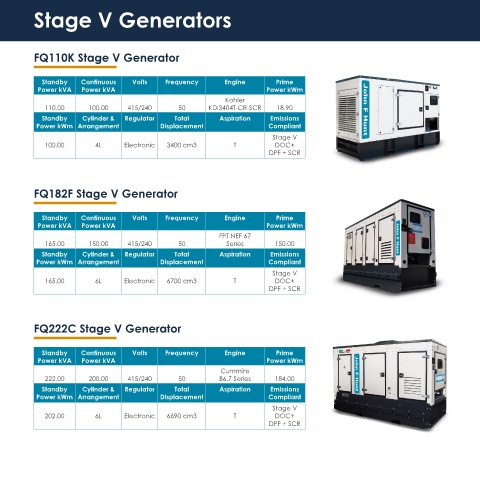 Stage V Generators
FQ110K Stage V Generator
Standby Power kVA | Continuous Power kVA | Volts | Frequency | Engine | Prime Power kWm
110.00 | 100.00 | 415/240 | 50 | Kohler KDI3404T-CR-SCR | 18.90
Standby Power kWm | Cylinder & Arrangement | Regulator | Total Displacement | Aspiration | Emissions Compliant
100.00 | 4L | Electronic | 3400 cm3 | T | Stage V DOC+ DPF + SCR
John F Hunt
FQ182F Stage V Generator
Standby Power kVA | Continuous Power kVA | Volts | Frequency | Engine | Prime Power kWm
165.00 | 150.00 | 415/240 | 50 | FPT NEF 67 Series | 150.00
Standby Power kWm | Cylinder & Arrangement | Regulator | Total Displacement | Aspiration | Emissions Compliant
165.00 | 6L | Electronic | 6700 cm3 | T | Stage V DOC+ DPF + SCR
John F Hunt
FQ222C Stage V Generator
Standby Power kVA | Continuous Power kVA | Volts | Frequency | Engine | Prime Power kWm
222.00 | 200.00 | 415/240 | 50 | Cummins B6.7 Series | 184.00
Standby Power kWm | Cylinder & Arrangement | Regulator | Total Displacement | Aspiration | Emissions Compliant
202.00 | 6L | Electronic | 6690 cm3 | T | Stage V DOC+ DPF + SCR
John F Hunt